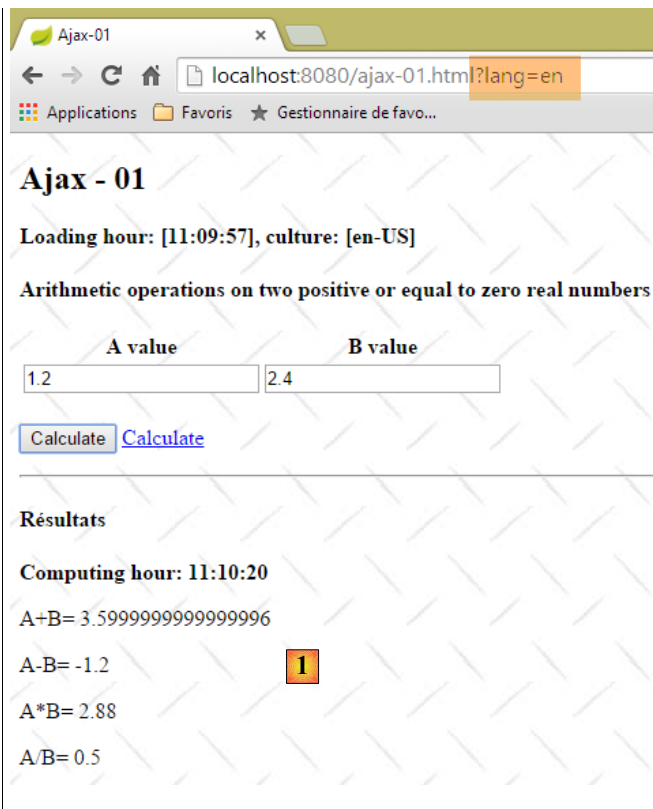 Ajax-01
localhost:8080/ajax-01.html?lang=en
Applications Favoris Gestionnaire de favo...
Ajax - 01
Loading hour: [11:09:57], culture: [en-US]
Arithmetic operations on two positive or equal to zero real numbers
A value B value
1.2 2.4
Calculate Calculate
Résultats
Computing hour: 11:10:20
A+B= 3.5999999999999996
A-B= -1.2
1
A*B= 2.88
A/B= 0.5